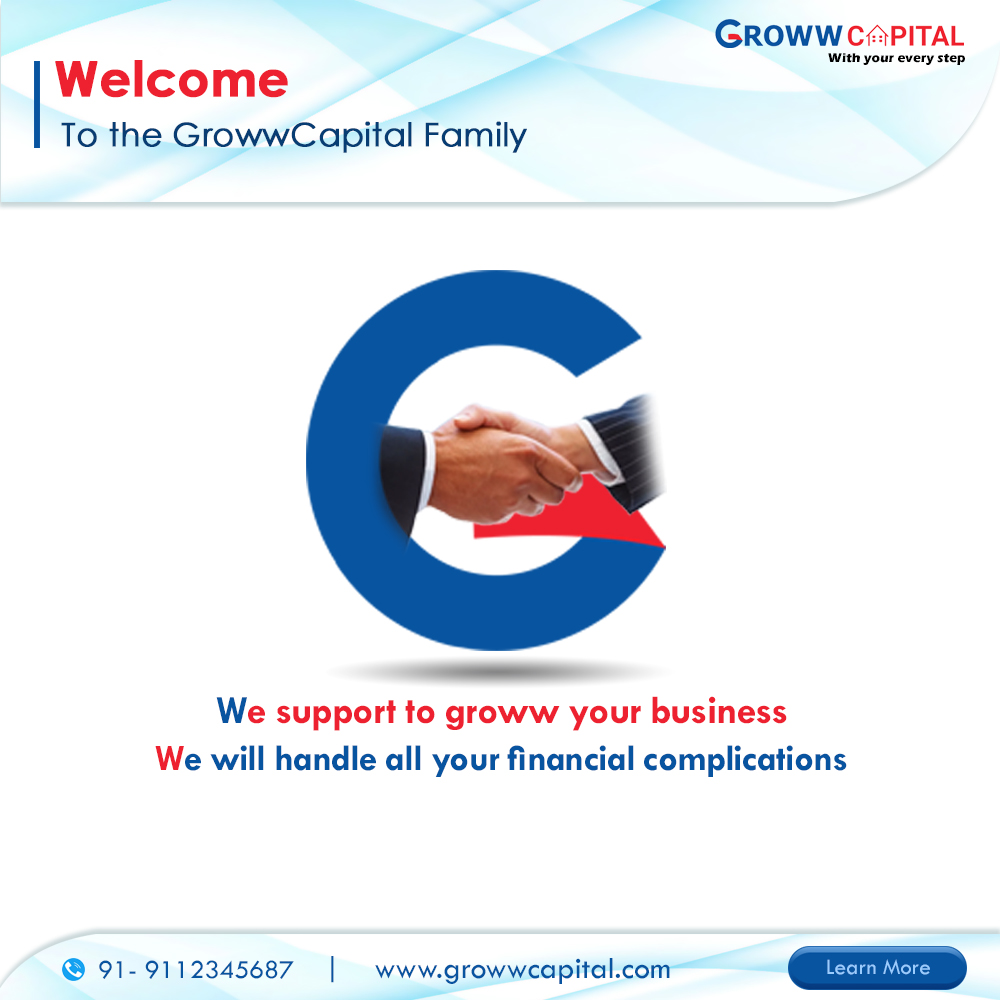 GROWW CAPITAL
With your every step
Welcome
To the GrowwCapital Family
We support to groww your business
We will handle all your financial complications
91- 9112345687 | www.growwcapital.com Learn More